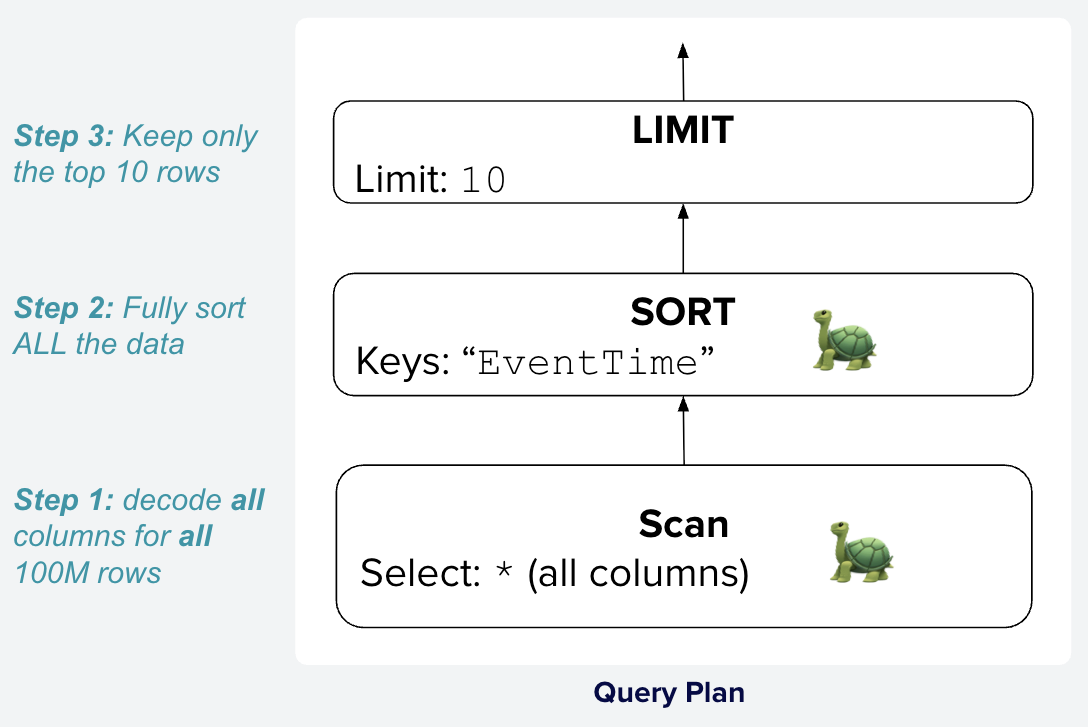 Step 3: Keep only
the top 10 rows
LIMIT
Limit: 10
Step 2: Fully sort
ALL the data
SORT
Keys: “EventTime”
Step 1: decode all
columns for all
100M rows
Scan
Select: * (all columns)
Query Plan